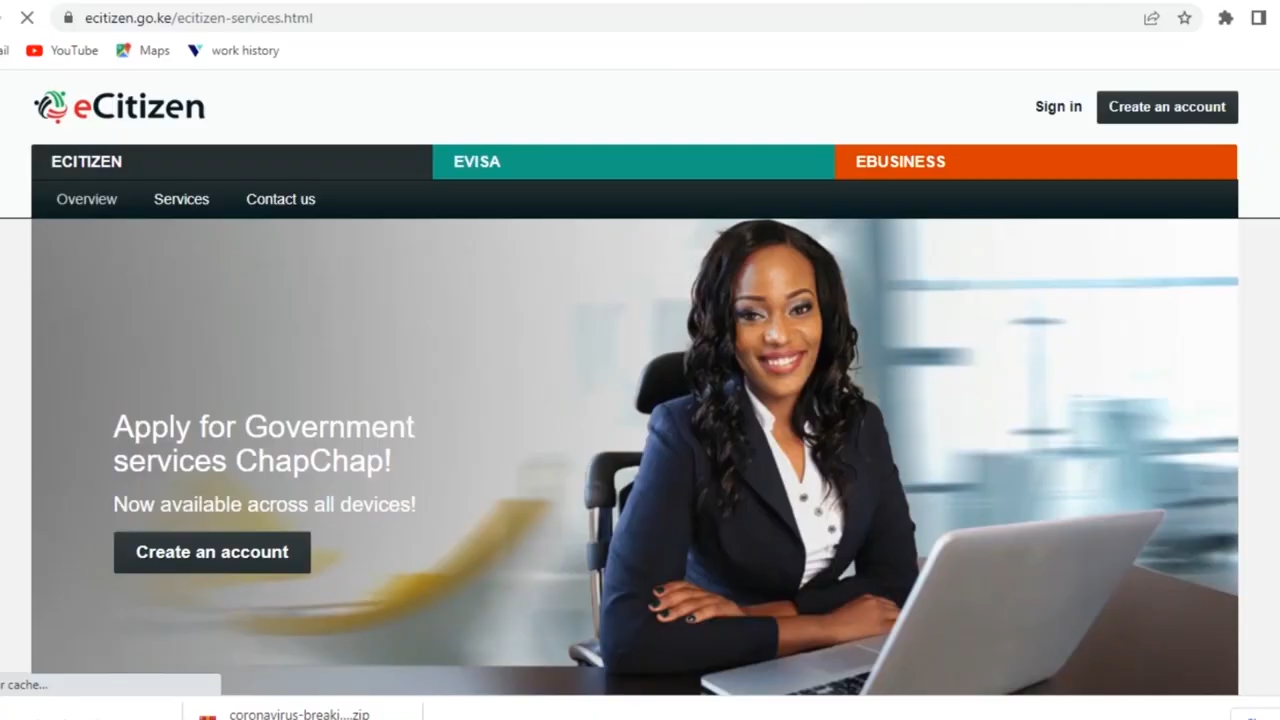 ecitizen.go.ke/ecitizen-services.html
ail YouTube Maps work history
eCitizen
Sign in Create an account
ECITIZEN EVISA EBUSINESS
Overview Services Contact us
Apply for Government
services ChapChap!
Now available across all devices!
Create an account
r cache...
coronavirus-breaki....zip